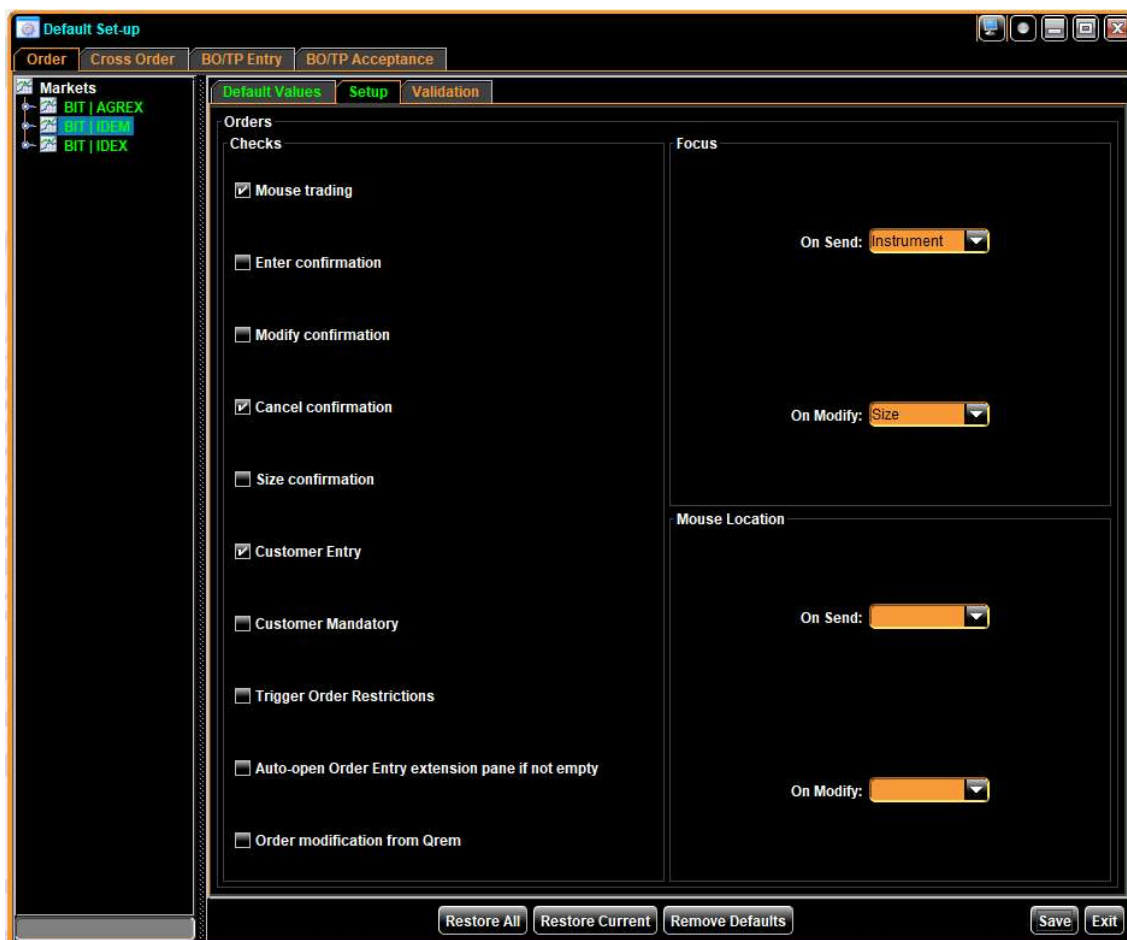 Default Set-up
Order Cross Order BO/TP Entry BO/TP Acceptance
Markets
BIT | AGREX
BIT | IDEM
BIT | IDEX
Default Values Setup Validation
Orders
Checks
Mouse trading
Enter confirmation
Modify confirmation
Cancel confirmation
Size confirmation
Customer Entry
Customer Mandatory
Trigger Order Restrictions
Auto-open Order Entry extension pane if not empty
Order modification from Qrem
Focus
On Send: Instrument
On Modify: Size
Mouse Location
On Send:
On Modify:
Restore All Restore Current Remove Defaults Save Exit